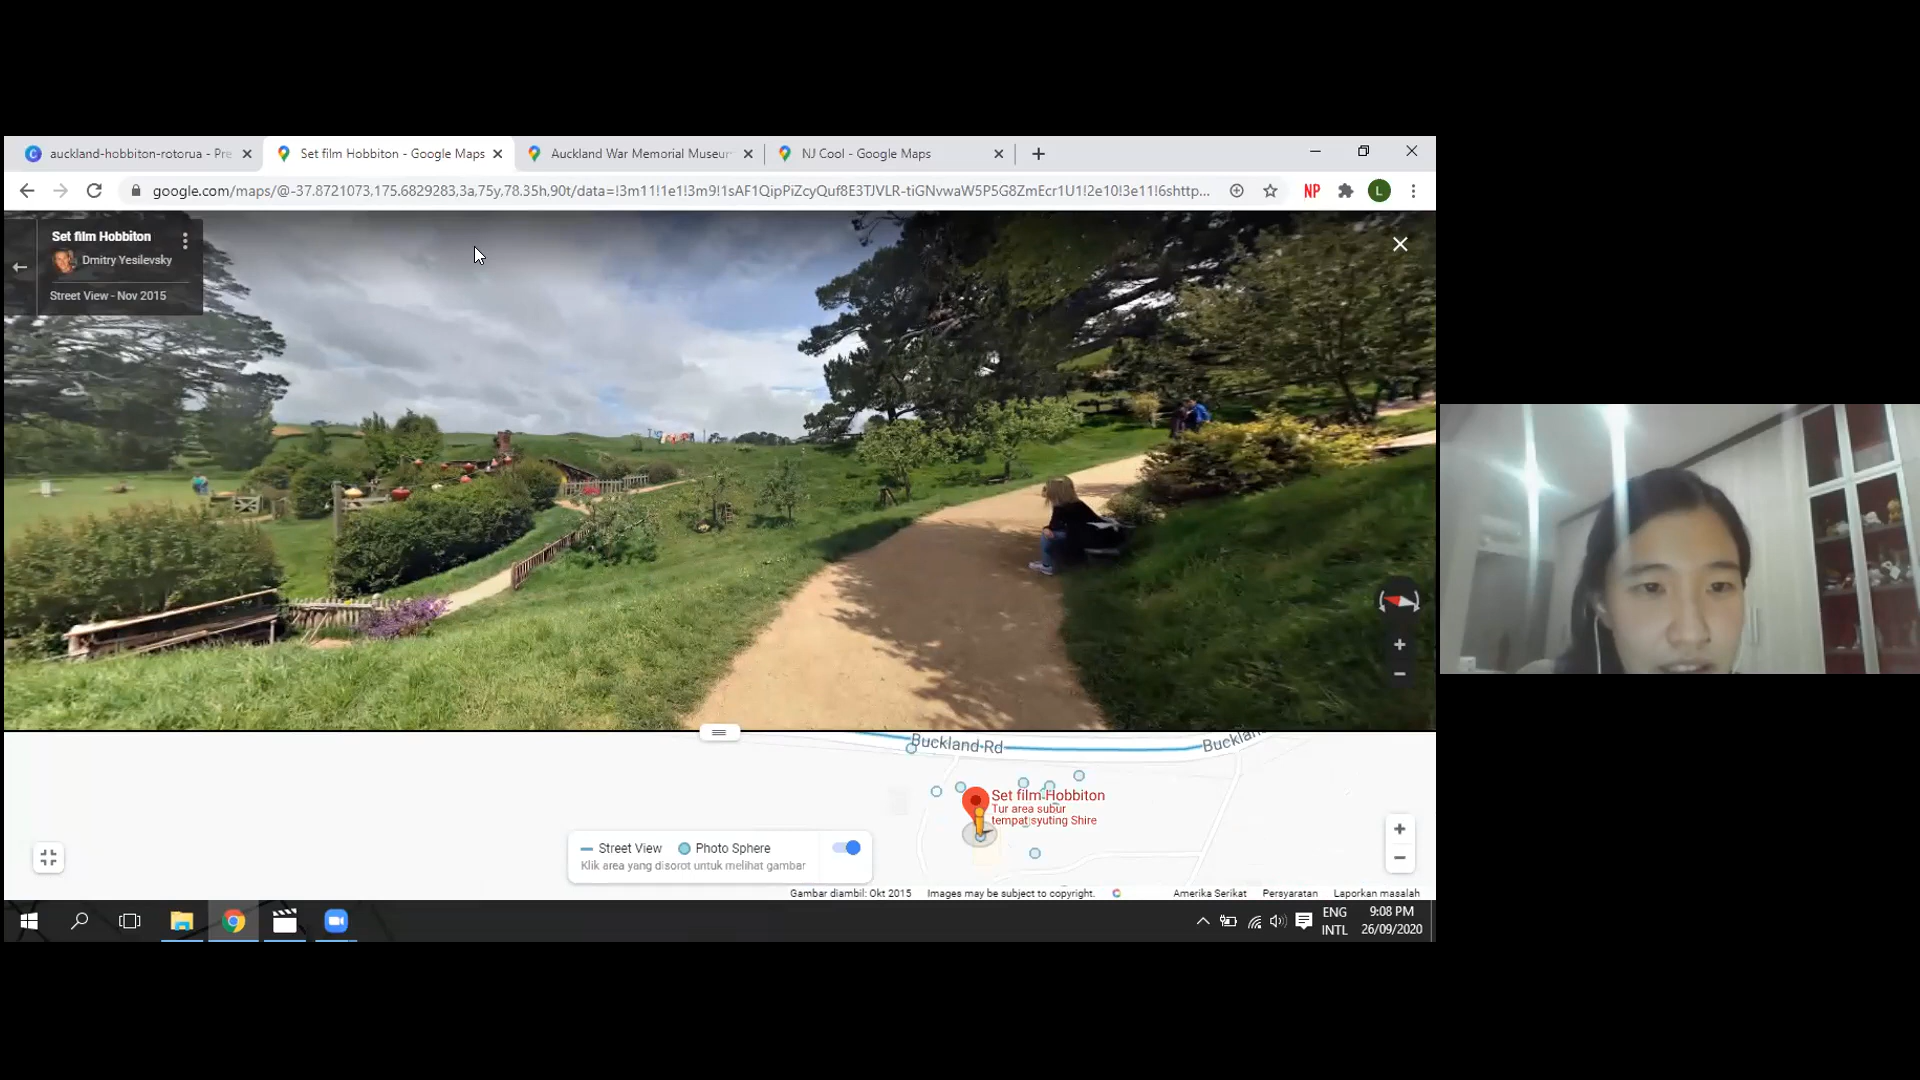 auckland-hobbiton-rotorua - Pre
Set film Hobbiton - Google Maps
Auckland War Memorial Museum
NJ Cool - Google Maps
google.com/maps/@-37.8721073,175.6829283,3a,75y,78.35h,90t/data=!3m11!1e1!3m9!1sAF1QipPiZcyQuf8E3TJVLR-tiGNvwaW5P5G8ZmEcr1U1!2e10!3e11!6shttp...
NP
L
Set film Hobbiton
Dmitry Yesilevsky
Street View - Nov 2015
Buckland Rd
Buckland
Set film Hobbiton
Tur area subur
tempat syuting Shire
Street View
Photo Sphere
Klik area yang disorot untuk melihat gambar
Gambar diambil: Okt 2015
Images may be subject to copyright.
Amerika Serikat
Persyaratan
Laporkan masalah
ENG
INTL
9:08 PM
26/09/2020